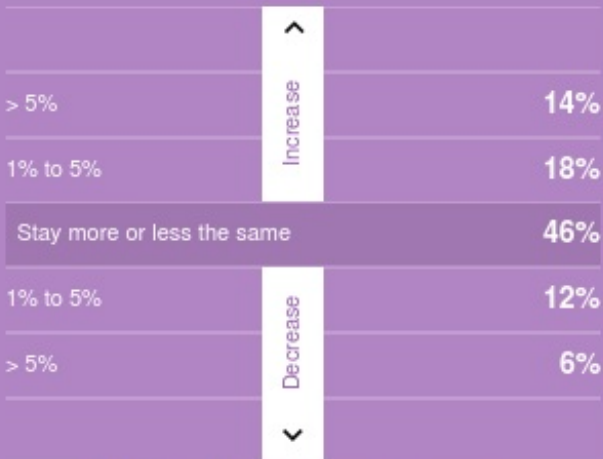 Increase
> 5% 14%
1% to 5% 18%
Stay more or less the same 46%
Decrease
1% to 5% 12%
> 5% 6%